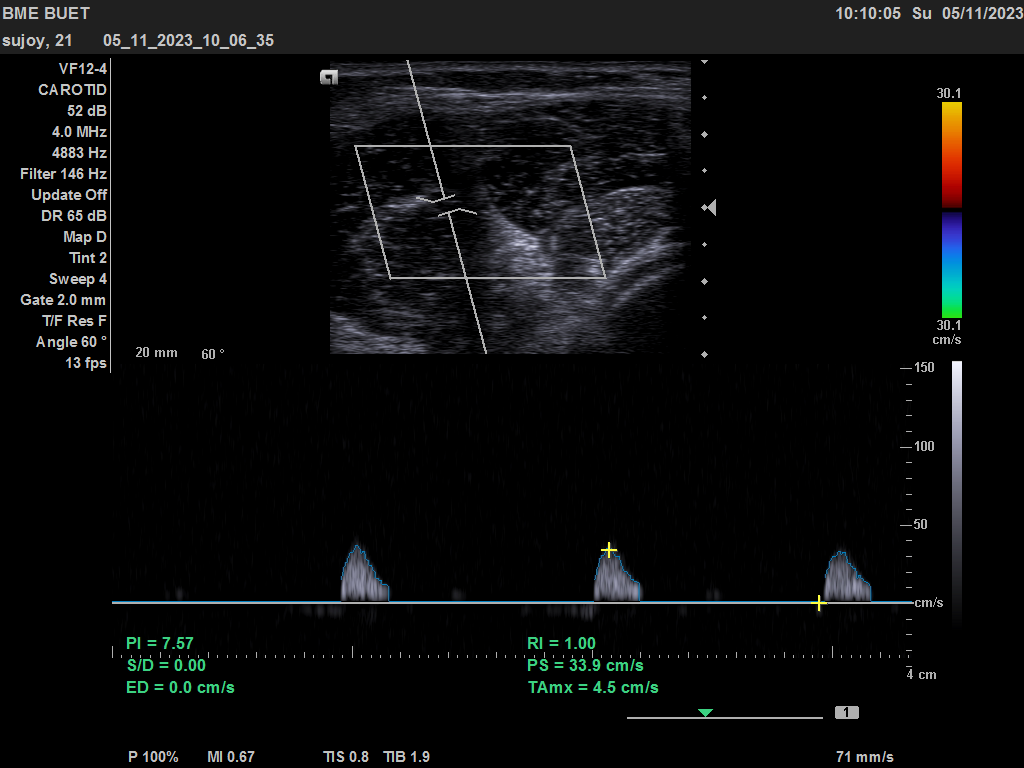 BME BUET
10:10:05 Su 05/11/2023
sujoy, 21 05_11_2023_10_06_35
VF12-4
CAROTID
52 dB
4.0 MHz
4883 Hz
Filter 146 Hz
Update Off
DR 65 dB
Map D
Tint 2
Sweep 4
Gate 2.0 mm
T/F Res F
Angle 60 °
13 fps
20 mm 60 °
30.1
30.1
cm/s
150
100
50
cm/s
4 cm
PI = 7.57
S/D = 0.00
ED = 0.0 cm/s
RI = 1.00
PS = 33.9 cm/s
TAmx = 4.5 cm/s
1
P 100% MI 0.67 TIS 0.8 TIB 1.9 71 mm/s